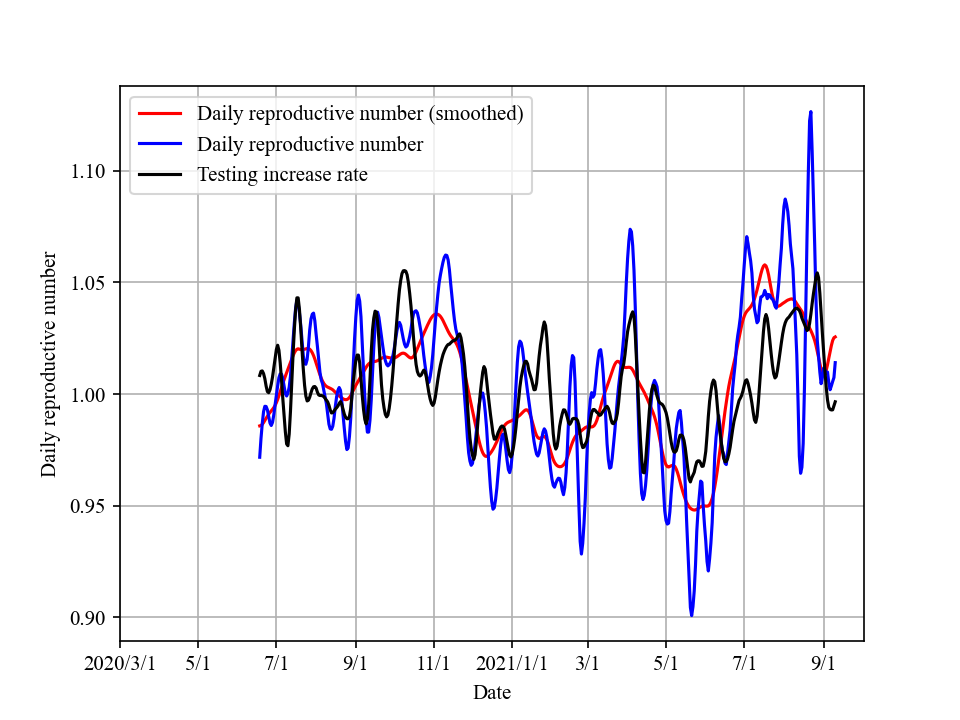 Daily reproductive number (smoothed)
Daily reproductive number
Testing increase rate
Daily reproductive number
1.10
1.05
1.00
0.95
0.90
2020/3/1 5/1 7/1 9/1 11/1 2021/1/1 3/1 5/1 7/1 9/1
Date